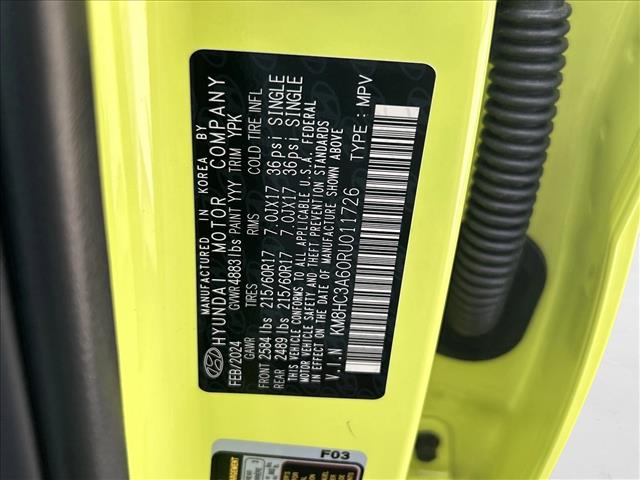 MANUFACTURED IN KOREA BY
HYUNDAI MOTOR COMPANY
FEB/2024 GVWR 4883lbs PAINT YYY TRIM YPK
GAWR TIRES RIMS COLD TIRE INFL
FRONT 2584 lbs 215/60R17 7.0JX17 36psi SINGLE
REAR 2489 lbs 215/60R17 7.0JX17 36psi SINGLE
THIS VEHICLE CONFORMS TO ALL APPLICABLE U.S.A. FEDERAL
MOTOR VEHICLE SAFETY AND THEFT PREVENTION STANDARDS
IN EFFECT ON THE DATE OF MANUFACTURE SHOWN ABOVE
V.I.N KM8HC3A60RU011726 TYPE : MPV
F03